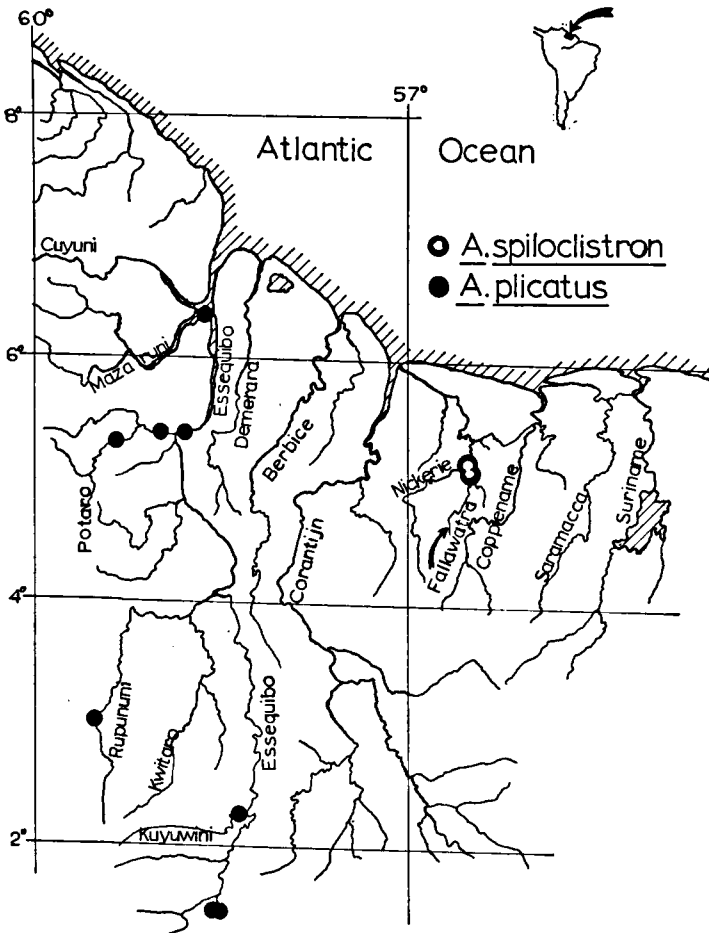 60°
57°
8°
Atlantic Ocean
A. spiloclistron
A. plicatus
Cuyuni
6°
Mazaruni
Essequibo
Demerara
Berbice
Potaro
Corantijn
Nickerie
Fallawatra
Coppename
Saramacca
Suriname
4°
Rupununi
Kwitaro
Essequibo
Kuyuwini
2°